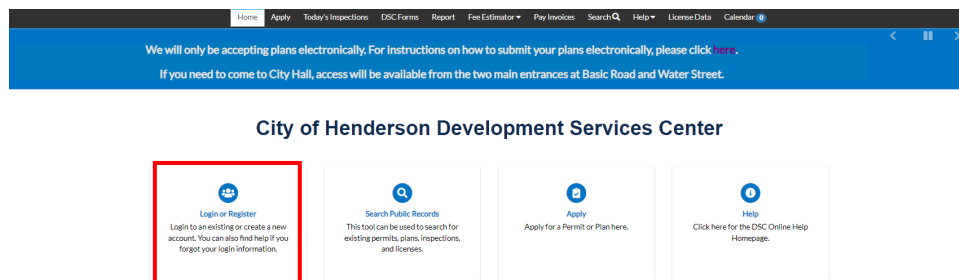 Home Apply Today's Inspections DSC Forms Report Fee Estimator Pay Invoices Search Help License Data Calendar 0
We will only be accepting plans electronically. For instructions on how to submit your plans electronically, please click here.
If you need to come to City Hall, access will be available from the two main entrances at Basic Road and Water Street.
City of Henderson Development Services Center
Login or Register
Login to an existing or create a new
account. You can also find help if you
forgot your login information.
Search Public Records
This tool can be used to search for
existing permits, plans, inspections,
and licenses.
Apply
Apply for a Permit or Plan here.
Help
Click here for the DSC Online Help
Homepage.